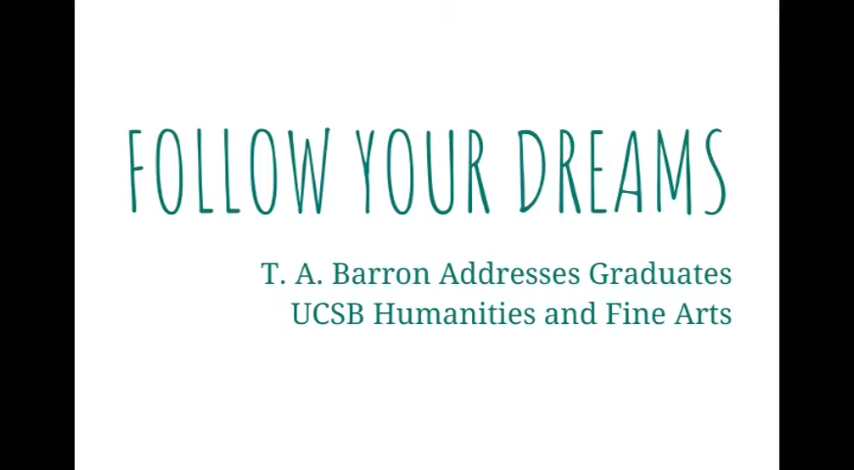 FOLLOW YOUR DREAMS
T. A. Barron Addresses Graduates
UCSB Humanities and Fine Arts